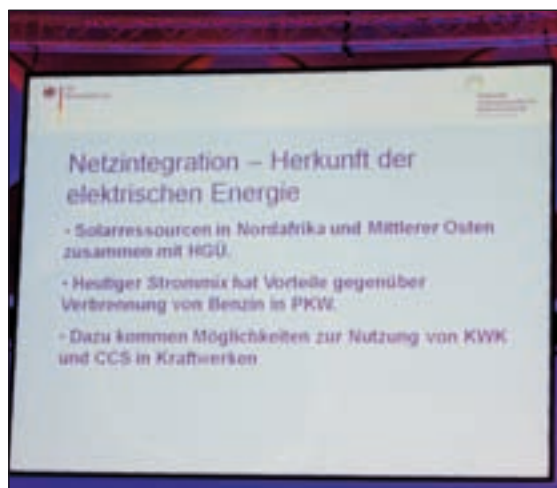 Netzintegration – Herkunft der
elektrischen Energie
- Solarressourcen in Nordafrika und Mittlerer Osten
zusammen mit HGÜ.
- Heutiger Strommix hat Vorteile gegenüber
Verbrennung von Benzin in PKW.
- Dazu kommen Möglichkeiten zur Nutzung von KWK
und CCS in Kraftwerken